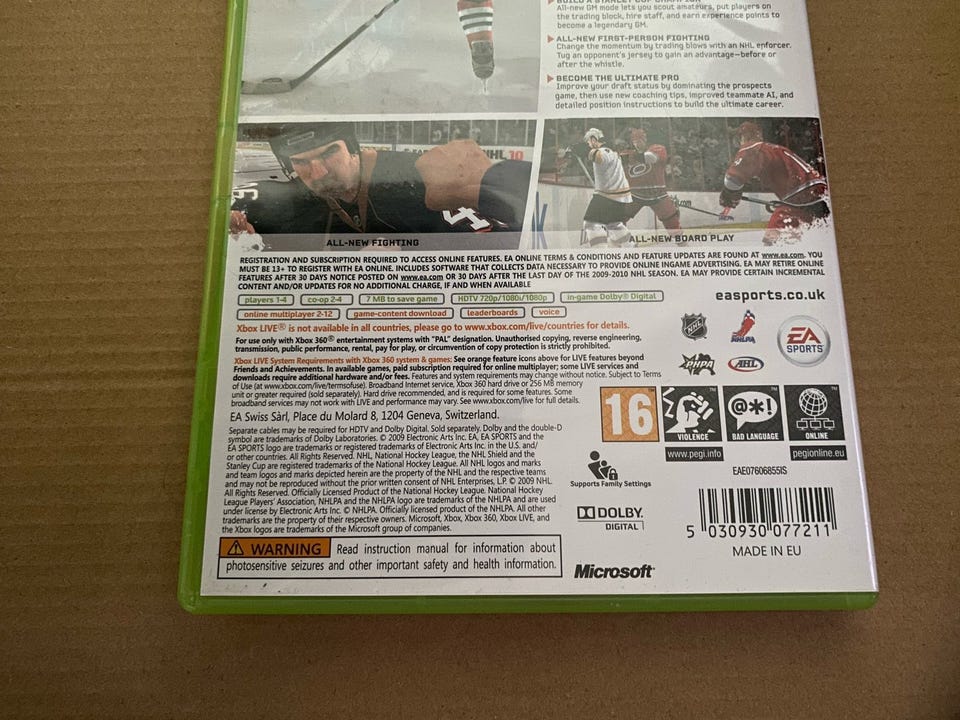 BUILD A STANLEY CUP CHAMPION
All-new GM mode lets you scout amateurs, put players on
the trading block, hire staff, and earn experience points to
become a legendary GM.
ALL-NEW FIRST-PERSON FIGHTING
Change the momentum by trading blows with an NHL enforcer.
Tug an opponent's jersey to gain an advantage—before or
after the whistle.
BECOME THE ULTIMATE PRO
Improve your draft status by dominating the prospects
game, then use new coaching tips, improved teammate AI, and
detailed position instructions to build the ultimate career.
NHL 10
ALL-NEW FIGHTING
ALL-NEW BOARD PLAY
REGISTRATION AND SUBSCRIPTION REQUIRED TO ACCESS ONLINE FEATURES. EA ONLINE TERMS & CONDITIONS AND FEATURE UPDATES ARE FOUND AT www.ea.com. YOU
MUST BE 13+ TO REGISTER WITH EA ONLINE. INCLUDES SOFTWARE THAT COLLECTS DATA NECESSARY TO PROVIDE ONLINE INGAME ADVERTISING. EA MAY RETIRE ONLINE
FEATURES AFTER 30 DAYS NOTICE POSTED ON www.ea.com OR 30 DAYS AFTER THE LAST DAY OF THE 2009-2010 NHL SEASON. EA MAY PROVIDE CERTAIN INCREMENTAL
CONTENT AND/OR UPDATES FOR NO ADDITIONAL CHARGE, IF AND WHEN AVAILABLE
players 1-4 co-op 2-4 7 MB to save game HDTV 720p/1080i/1080p in-game Dolby® Digital
online multiplayer 2-12 game-content download leaderboards voice
easports.co.uk
Xbox LIVE® is not available in all countries, please go to www.xbox.com/live/countries for details.
For use only with Xbox 360® entertainment systems with "PAL" designation. Unauthorised copying, reverse engineering,
transmission, public performance, rental, pay for play, or circumvention of copy protection is strictly prohibited.
Xbox LIVE System Requirements with Xbox 360 system & games: See orange feature icons above for LIVE features beyond
Friends and Achievements. In available games, paid subscription required for online multiplayer; some LIVE services and
downloads require additional hardware and/or fees. Features and system requirements may change without notice. Subject to Terms
of Use (at www.xbox.com/live/termsofuse). Broadband Internet service, Xbox 360 hard drive or 256 MB memory
unit or greater required (sold separately). Hard drive recommended, and is required for some features. Some
broadband services may not work with LIVE and performance may vary. See www.xbox.com/live for full details.
EA Swiss Sàrl, Place du Molard 8, 1204 Geneva, Switzerland.
Separate cables may be required for HDTV and Dolby Digital. Sold separately. Dolby and the double-D
symbol are trademarks of Dolby Laboratories. © 2009 Electronic Arts Inc. EA, EA SPORTS and the
EA SPORTS logo are trademarks or registered trademarks of Electronic Arts Inc. in the U.S. and/
or other countries. All Rights Reserved. NHL, National Hockey League, the NHL Shield and the
Stanley Cup are registered trademarks of the National Hockey League. All NHL logos and marks
and team logos and marks depicted herein are the property of the NHL and the respective teams
and may not be reproduced without the prior written consent of NHL Enterprises, L.P. © 2009 NHL.
All Rights Reserved. Officially Licensed Product of the National Hockey League. National Hockey
League Players' Association, NHLPA and the NHLPA logo are trademarks of the NHLPA and are used
under license by Electronic Arts Inc. © NHLPA. Officially licensed product of the NHLPA. All other
trademarks are the property of their respective owners. Microsoft, Xbox, Xbox 360, Xbox LIVE, and
the Xbox logos are trademarks of the Microsoft group of companies.
NHL
NHLPA
EA
SPORTS
PHPA
AHL
16
VIOLENCE
@*!
BAD LANGUAGE
ONLINE
www.pegi.info
pegionline.eu
Supports Family Settings
EAE07606855IS
DOLBY
DIGITAL
5 030930 077211
MADE IN EU
WARNING Read instruction manual for information about
photosensitive seizures and other important safety and health information.
Microsoft